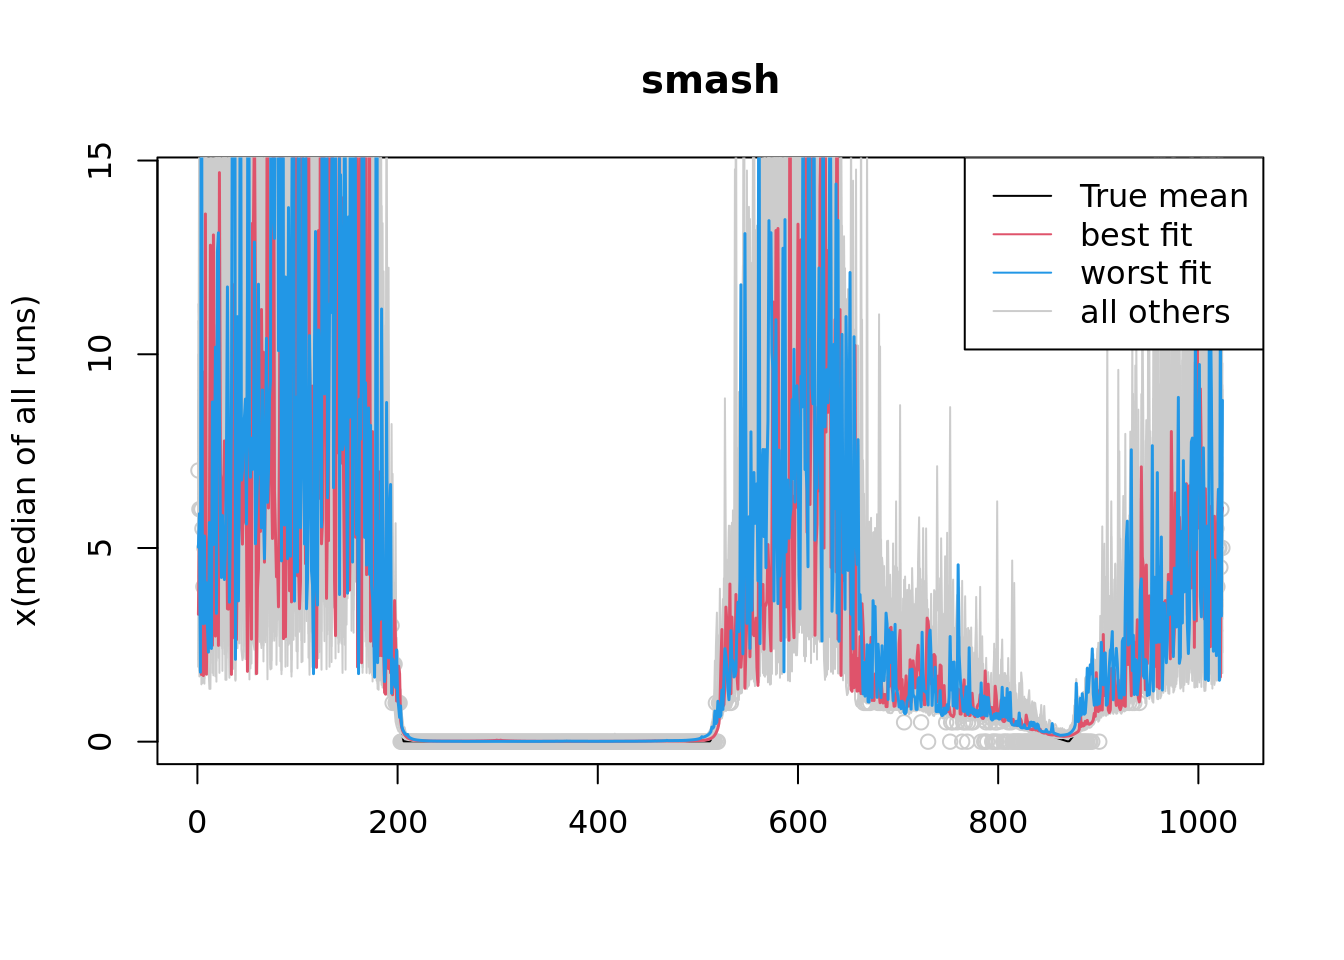 smash
x(median of all runs)
15
10
5
0
True mean
best fit
worst fit
all others
0 200 400 600 800 1000